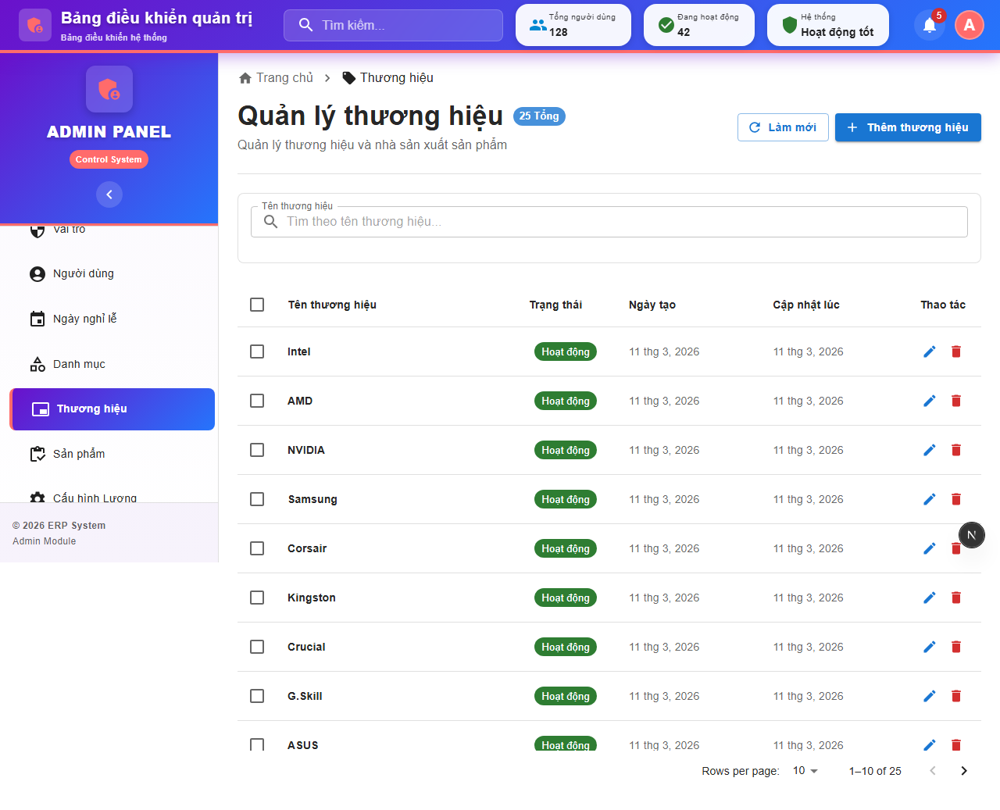 Bảng điều khiển quản trị
Bảng điều khiển hệ thống
Tìm kiếm...
Tổng người dùng
128
Đang hoạt động
42
Hệ thống
Hoạt động tốt
5
A
ADMIN PANEL
Control System
Vai trò
Người dùng
Ngày nghỉ lễ
Danh mục
Thương hiệu
Sản phẩm
Cấu hình Lương
© 2026 ERP System
Admin Module
Trang chủ
Thương hiệu
Quản lý thương hiệu
25 Tổng
Quản lý thương hiệu và nhà sản xuất sản phẩm
Làm mới
Thêm thương hiệu
Tên thương hiệu
Tìm theo tên thương hiệu...
Tên thương hiệu Trạng thái Ngày tạo Cập nhật lúc Thao tác
Intel Hoạt động 11 thg 3, 2026 11 thg 3, 2026
AMD Hoạt động 11 thg 3, 2026 11 thg 3, 2026
NVIDIA Hoạt động 11 thg 3, 2026 11 thg 3, 2026
Samsung Hoạt động 11 thg 3, 2026 11 thg 3, 2026
N
Corsair Hoạt động 11 thg 3, 2026 11 thg 3, 2026
Kingston Hoạt động 11 thg 3, 2026 11 thg 3, 2026
Crucial Hoạt động 11 thg 3, 2026 11 thg 3, 2026
G.Skill Hoạt động 11 thg 3, 2026 11 thg 3, 2026
ASUS Hoạt động 11 thg 3, 2026 11 thg 3, 2026
Rows per page: 10 1–10 of 25